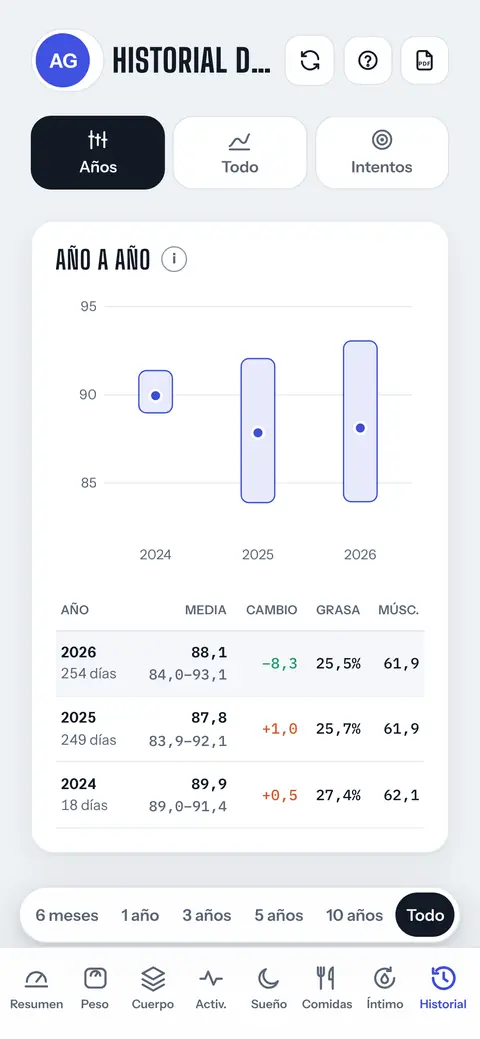 AG
HISTORIAL D...
PDF
Años
Todo
Intentos
AÑO A AÑO
i
95
90
85
2024 2025 2026
AÑO MEDIA CAMBIO GRASA MÚSC.
2026 88,1
254 días 84,0–93,1 −8,3 25,5% 61,9
2025 87,8
249 días 83,9–92,1 +1,0 25,7% 61,9
2024 89,9
18 días 89,0–91,4 +0,5 27,4% 62,1
6 meses 1 año 3 años 5 años 10 años Todo
Resumen Peso Cuerpo Activ. Sueño Comidas Íntimo Historial